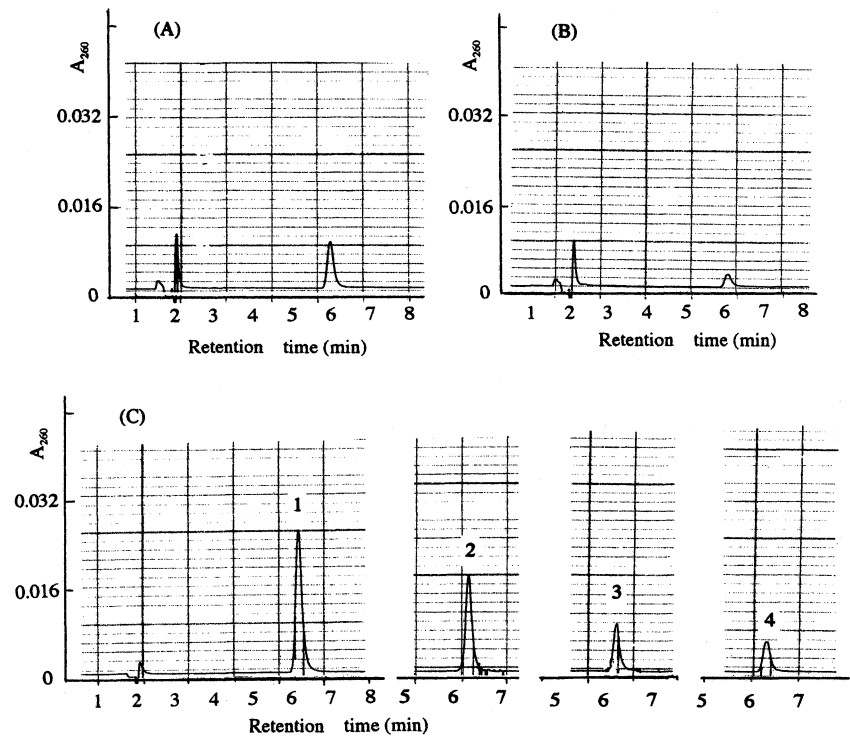 (A)
A260
0.032
0.016
0
1 2 3 4 5 6 7 8
Retention time (min)
(B)
A260
0.032
0.016
0
1 2 3 4 5 6 7 8
Retention time (min)
(C)
A260
0.032
0.016
0
1
2
3
4
1 2 3 4 5 6 7 8
5 6 7
5 6 7
5 6 7
Retention time (min)